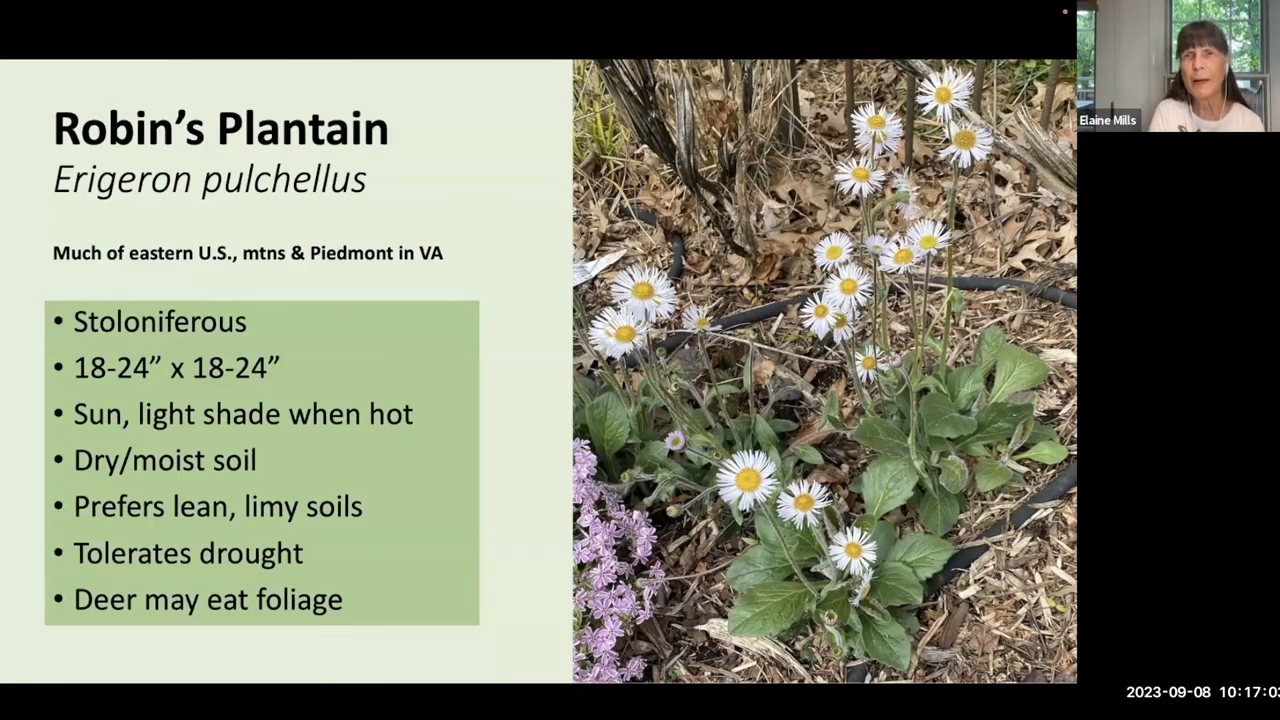 Robin’s Plantain
Erigeron pulchellus
Much of eastern U.S., mtns & Piedmont in VA
• Stoloniferous
• 18-24” x 18-24”
• Sun, light shade when hot
• Dry/moist soil
• Prefers lean, limy soils
• Tolerates drought
• Deer may eat foliage
Elaine Mills
2023-09-08 10:17:03